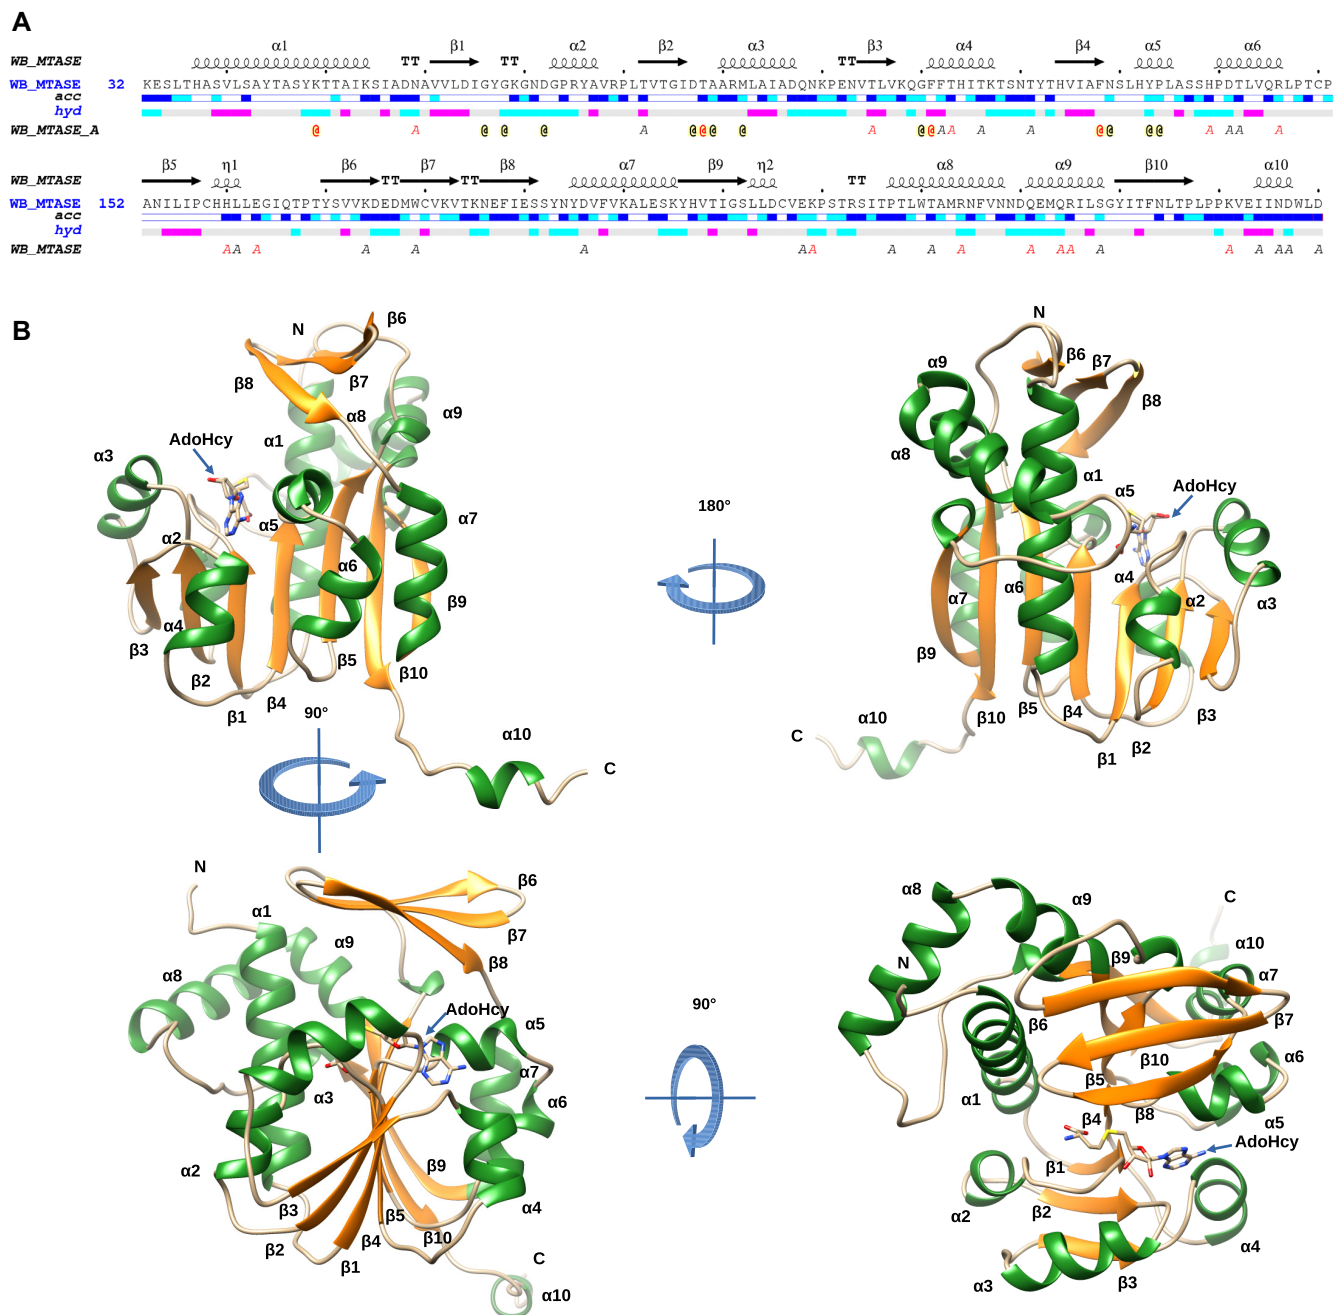 A
α1 TT β1 TT α2 β2 α3 TT β3 α4 β4 α5 α6
WB_MTASE
WB_MTASE 32 KESLTHASVLSAYTASYKTTAIKSIADNAVVLDIGYGKGNDGPRYAVRPLTVTGIDTAARMLAIADQNKPENVTLVKQGFFTHITKTSNTYTHVIAFNSLHYPLASSHPDTLVQRLPTCP
acc
hyd
WB_MTASE_A @ A @ @ @ A @ @ @ @ A @ @ A A A A @ @ @ @ A A A A
β5 η1 β6 TT β7 TT β8 α7 β9 η2 TT α8 α9 β10 α10
WB_MTASE
WB_MTASE 152 ANILIPCHHLLEGIQTPTYSVVKDEDMWCVKVTKNEFIESSYNYDVFVKALESKYHVTIGSLLDCVEKPSTRSITPTLWTAMRNFVNNDQEMQRILSGYITFNLTPLPPKVEIINDWLD
acc
hyd
WB_MTASE A A A A A A A A A A A A A A A A A A A A A
B
N β6
β8 β7
α8 α9
AdoHcy α1
α3
α5 α7
α2
α6
β9
α4
β3 β5
β2 β10
β4
β1
α10
C
180°
N
α9 β6 β7
β8
α8
α1
α5 AdoHcy
α4
α7 α6 α2 α3
β9
β10 β5 β4 β3
C α10
β1 β2
90°
N
β6
α1
α9 β7
α8 β8
AdoHcy
α5
α7
α3 α6
α2 β9
α4
β3 β5
β2 β4 β10
β1
C
α10
90°
α8 α9 C
N β9 α10
α7
β6 β7
β10 α6
β5
α1
β4 β8 α5
AdoHcy
β1
α2 β2
α4
α3 β3